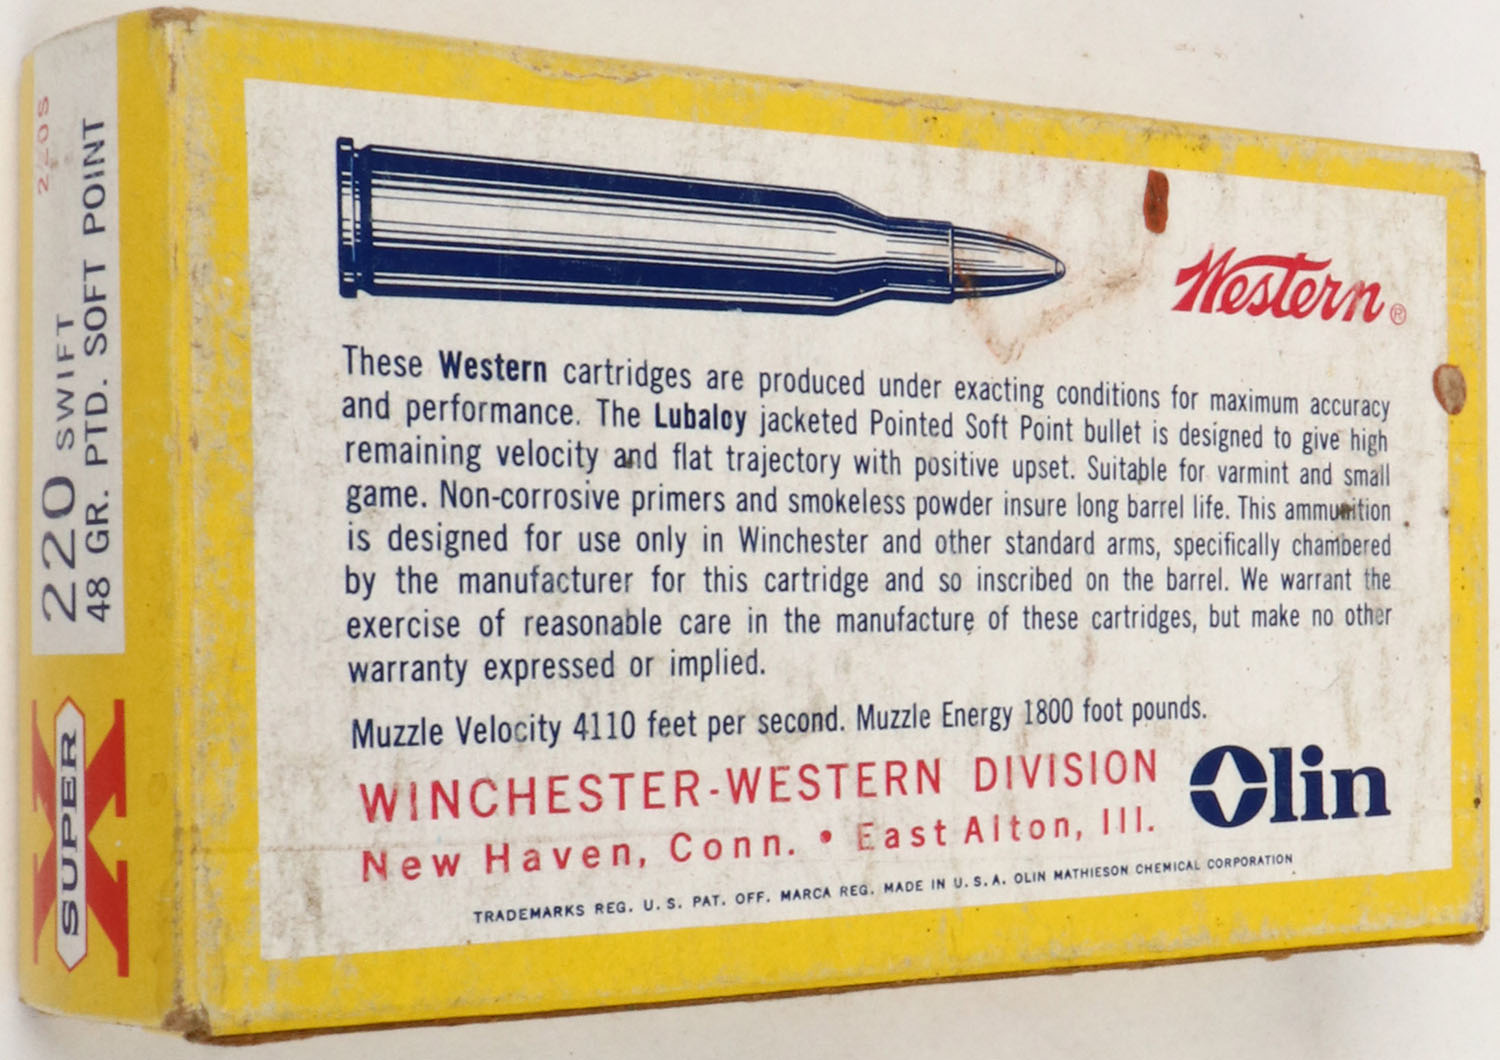 220S
220 SWIFT
48 GR. PTD. SOFT POINT
SUPER X
Western®
These Western cartridges are produced under exacting conditions for maximum accuracy
and performance. The Lubaloy jacketed Pointed Soft Point bullet is designed to give high
remaining velocity and flat trajectory with positive upset. Suitable for varmint and small
game. Non-corrosive primers and smokeless powder insure long barrel life. This ammunition
is designed for use only in Winchester and other standard arms, specifically chambered
by the manufacturer for this cartridge and so inscribed on the barrel. We warrant the
exercise of reasonable care in the manufacture of these cartridges, but make no other
warranty expressed or implied.
Muzzle Velocity 4110 feet per second. Muzzle Energy 1800 foot pounds.
WINCHESTER-WESTERN DIVISION
New Haven, Conn. • East Alton, Ill.
Olin
TRADEMARKS REG. U. S. PAT. OFF. MARCA REG. MADE IN U. S. A. OLIN MATHIESON CHEMICAL CORPORATION